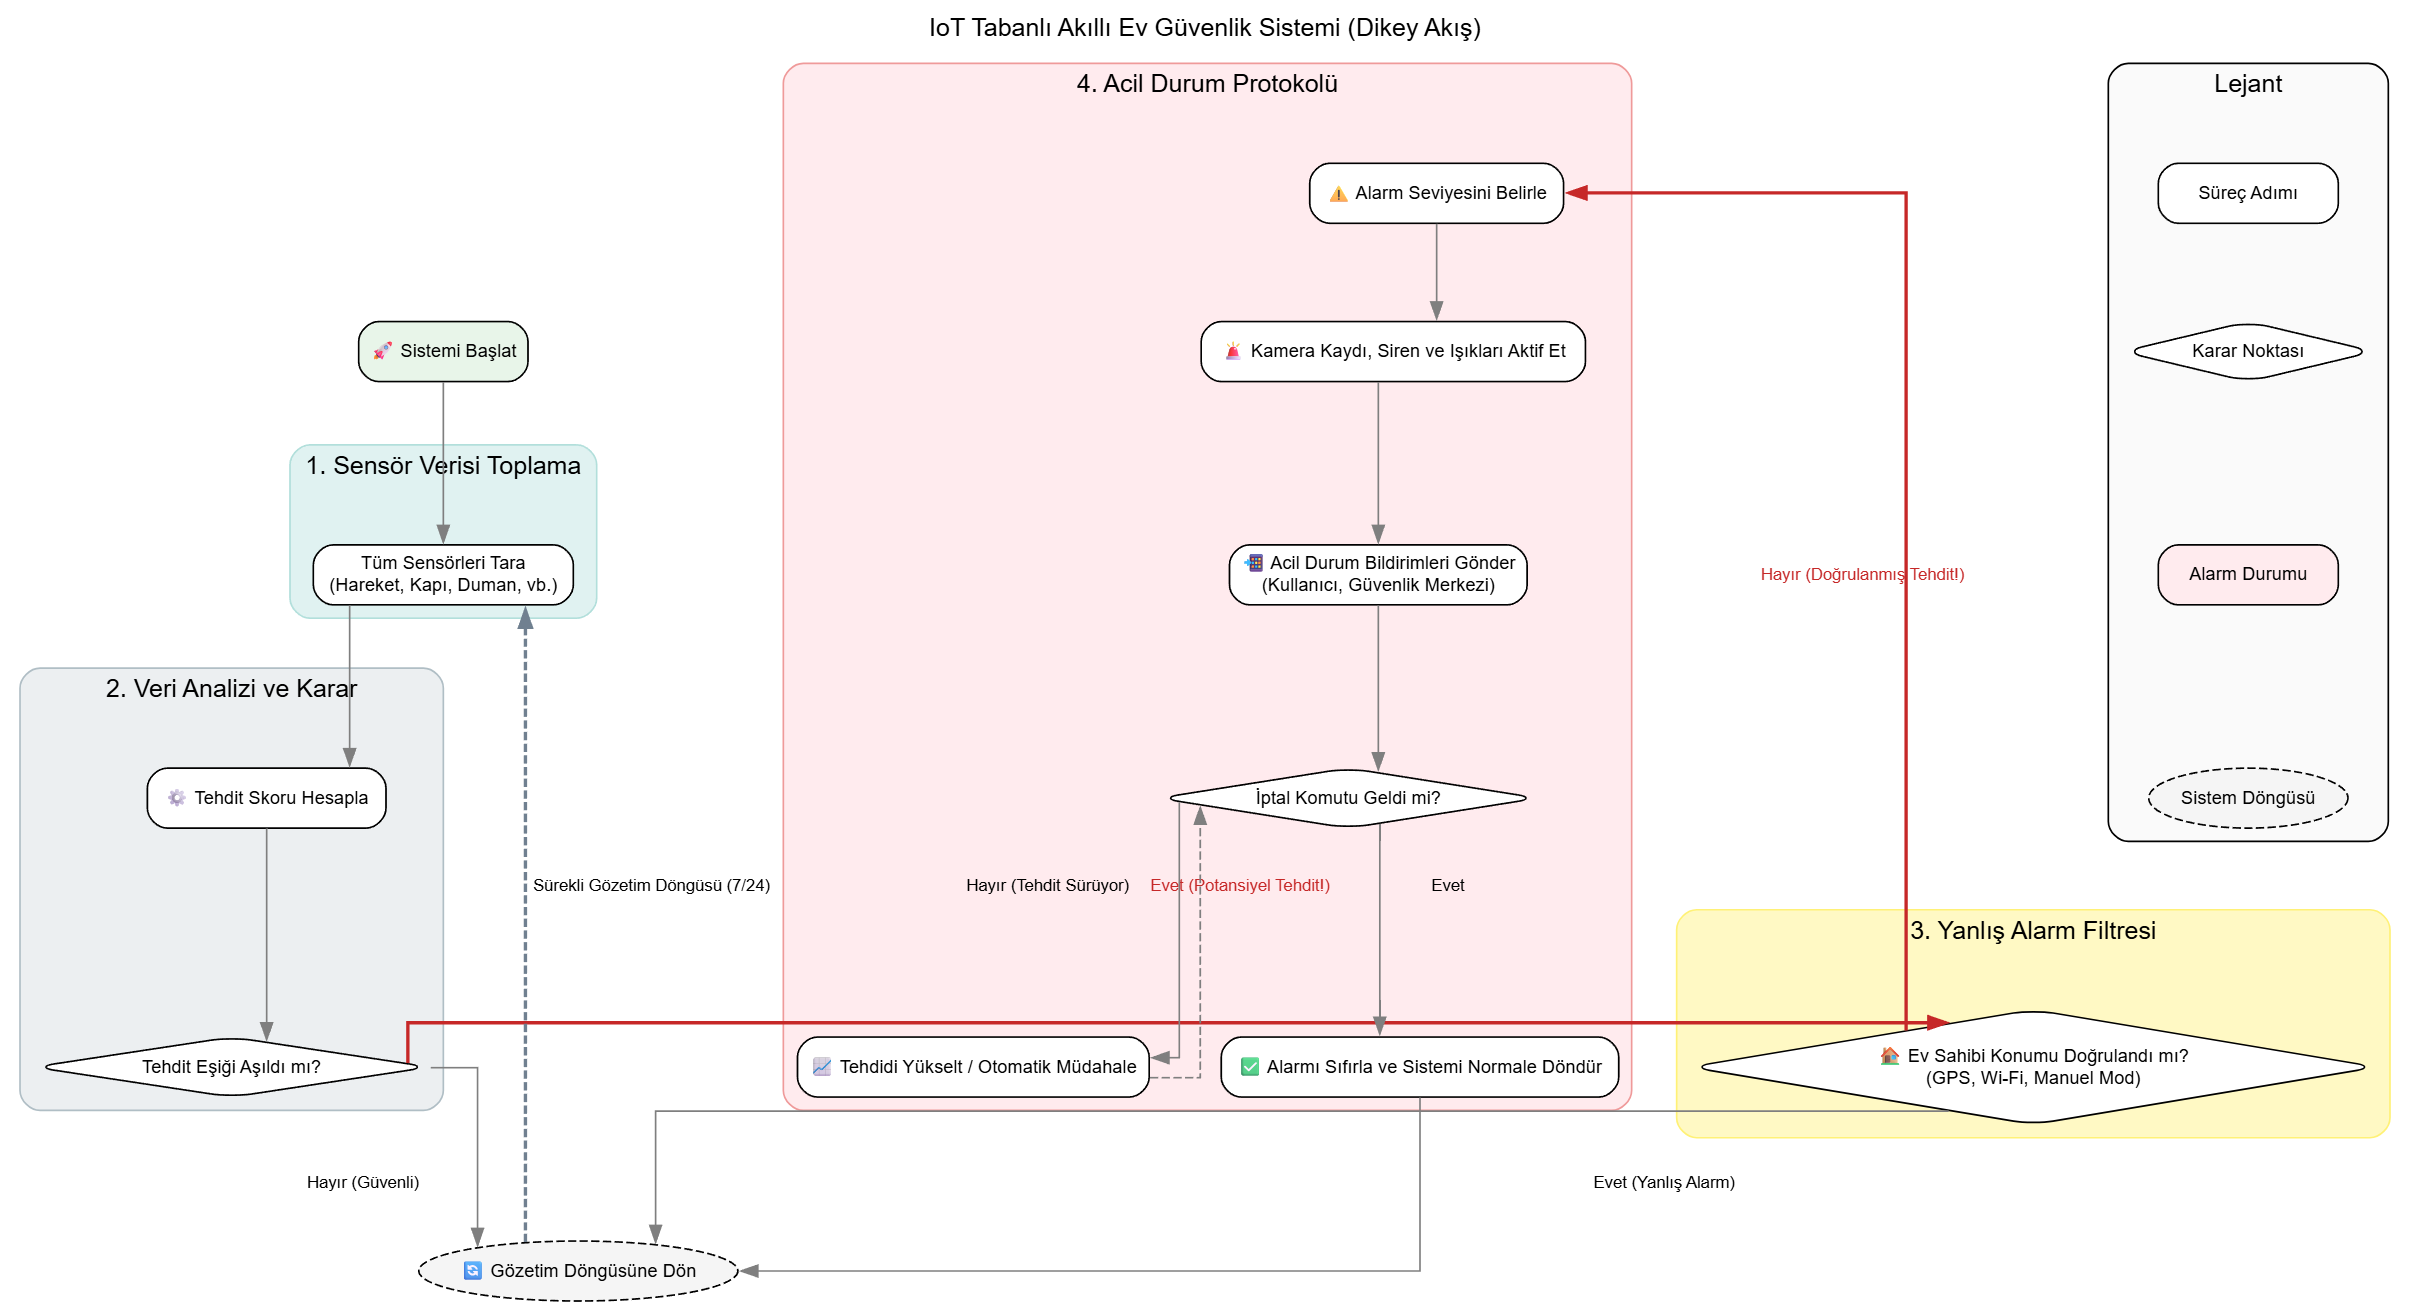 IoT Tabanlı Akıllı Ev Güvenlik Sistemi (Dikey Akış)
Sistemi Başlat
1. Sensör Verisi Toplama
Tüm Sensörleri Tara
(Hareket, Kapı, Duman, vb.)
2. Veri Analizi ve Karar
Tehdit Skoru Hesapla
Tehdit Eşiği Aşıldı mı?
Hayır (Güvenli)
Sürekli Gözetim Döngüsü (7/24)
Gözetim Döngüsüne Dön
4. Acil Durum Protokolü
Alarm Seviyesini Belirle
Kamera Kaydı, Siren ve Işıkları Aktif Et
Acil Durum Bildirimleri Gönder
(Kullanıcı, Güvenlik Merkezi)
İptal Komutu Geldi mi?
Hayır (Tehdit Sürüyor)
Evet (Potansiyel Tehdit!)
Evet
Tehdidi Yükselt / Otomatik Müdahale
Alarmı Sıfırla ve Sistemi Normale Döndür
Hayır (Doğrulanmış Tehdit!)
3. Yanlış Alarm Filtresi
Ev Sahibi Konumu Doğrulandı mı?
(GPS, Wi-Fi, Manuel Mod)
Evet (Yanlış Alarm)
Lejant
Süreç Adımı
Karar Noktası
Alarm Durumu
Sistem Döngüsü